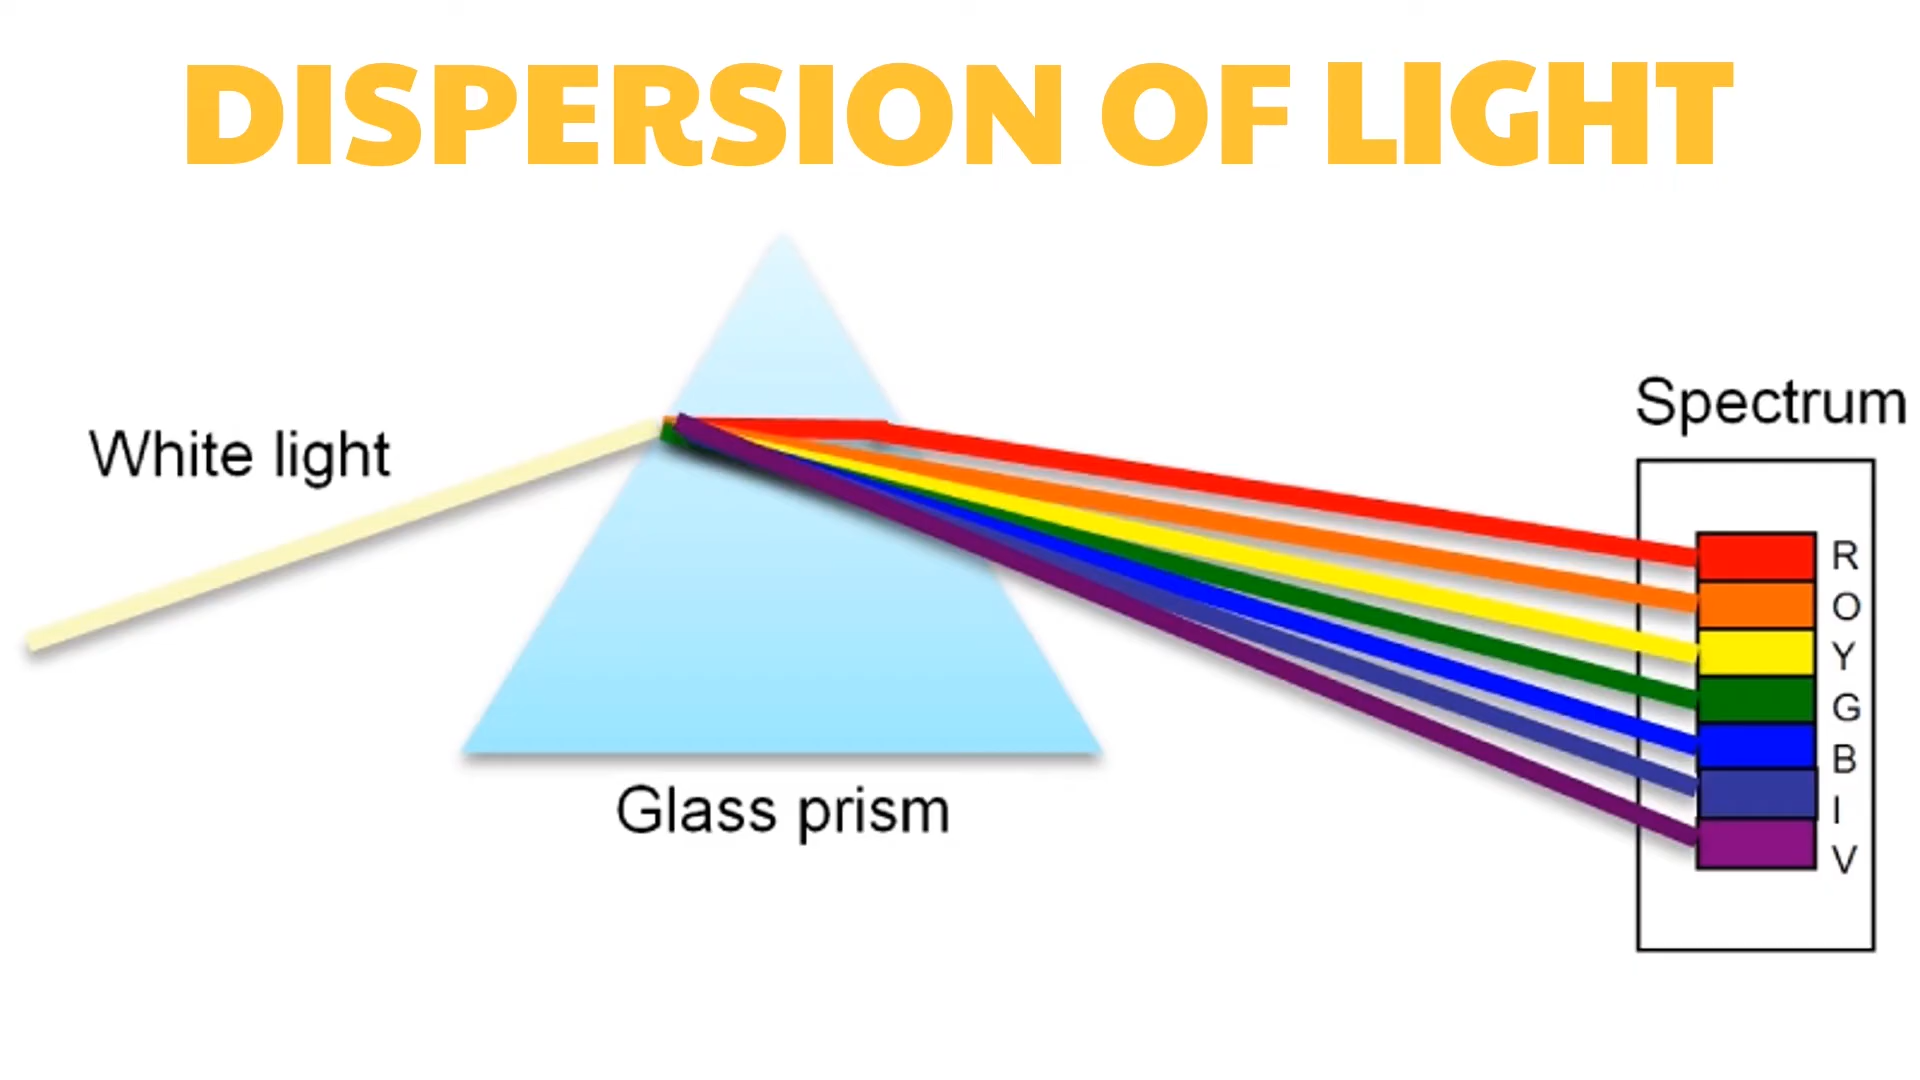 DISPERSION OF LIGHT
Spectrum
White light
R
O
Y
G
B
I
V
Glass prism